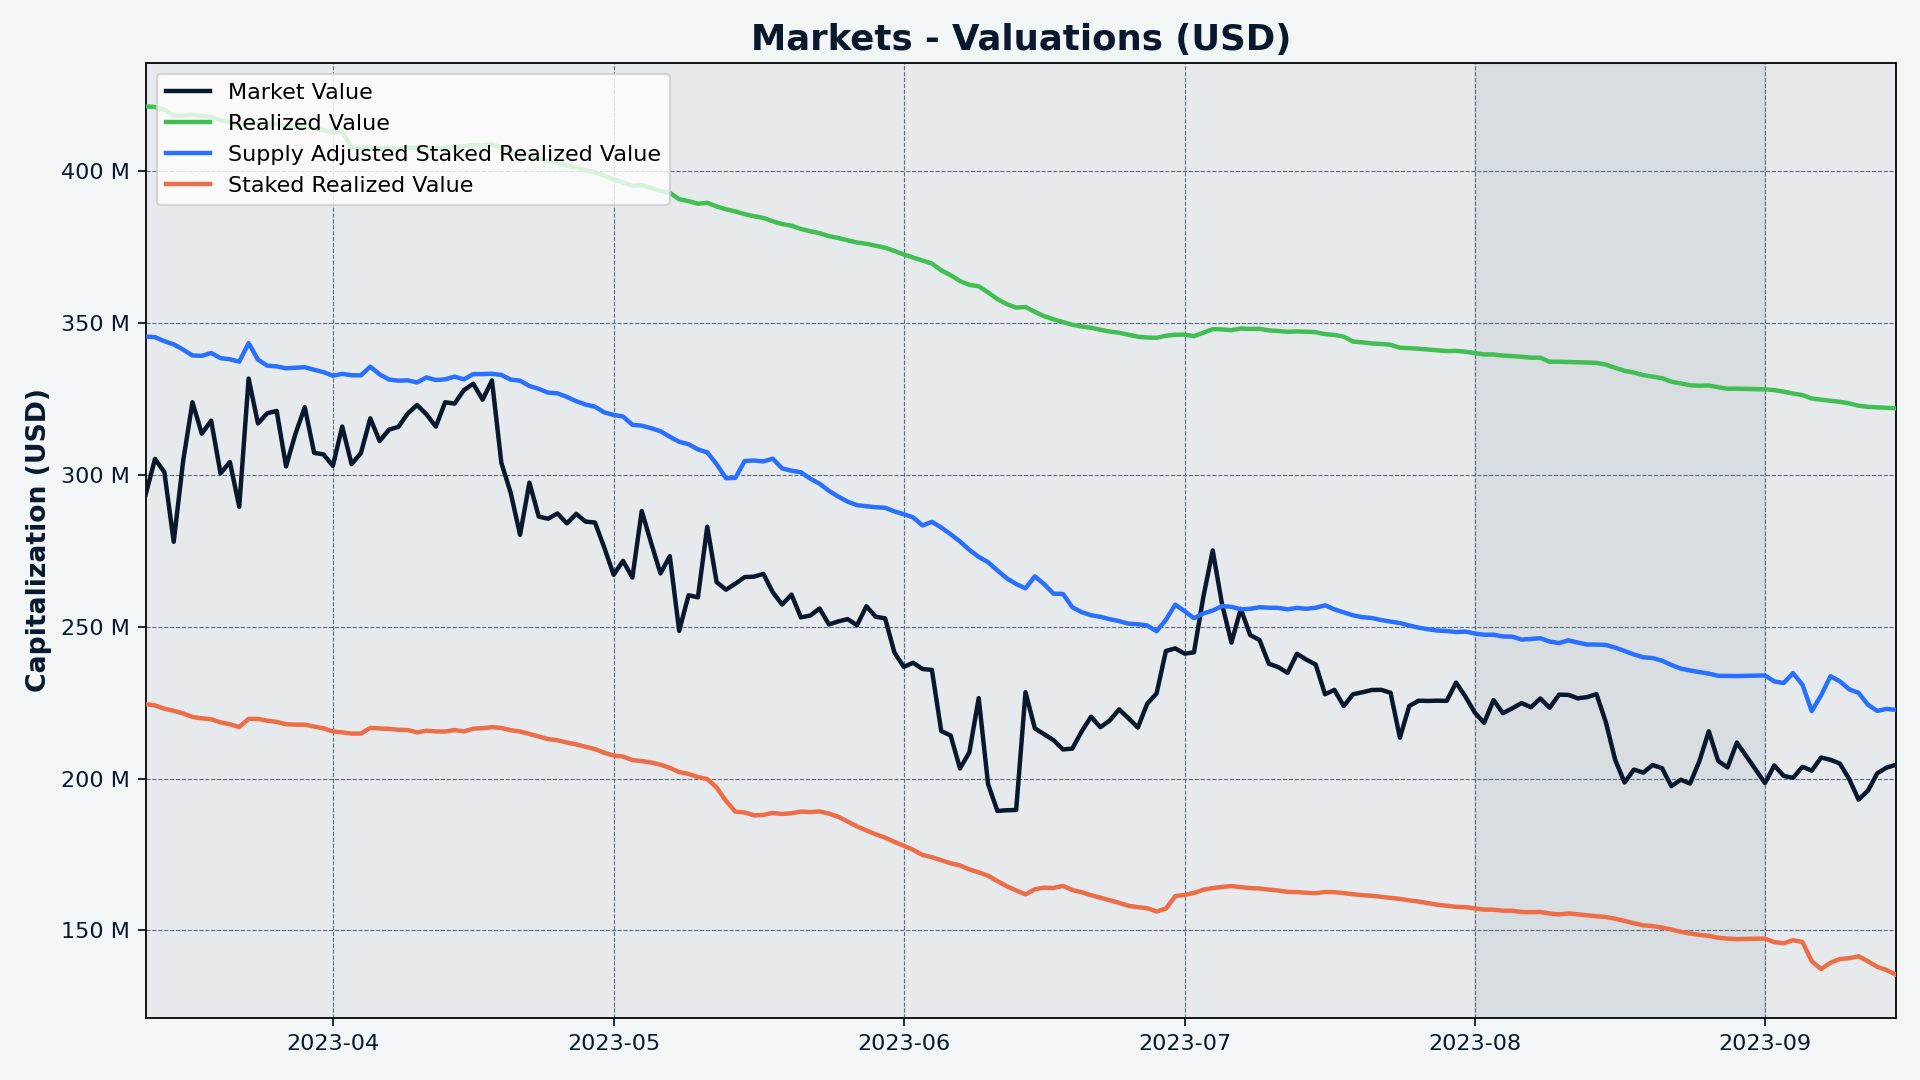 Markets - Valuations (USD)
Market Value
Realized Value
Supply Adjusted Staked Realized Value
Staked Realized Value
Capitalization (USD)
400 M
350 M
300 M
250 M
200 M
150 M
2023-04
2023-05
2023-06
2023-07
2023-08
2023-09